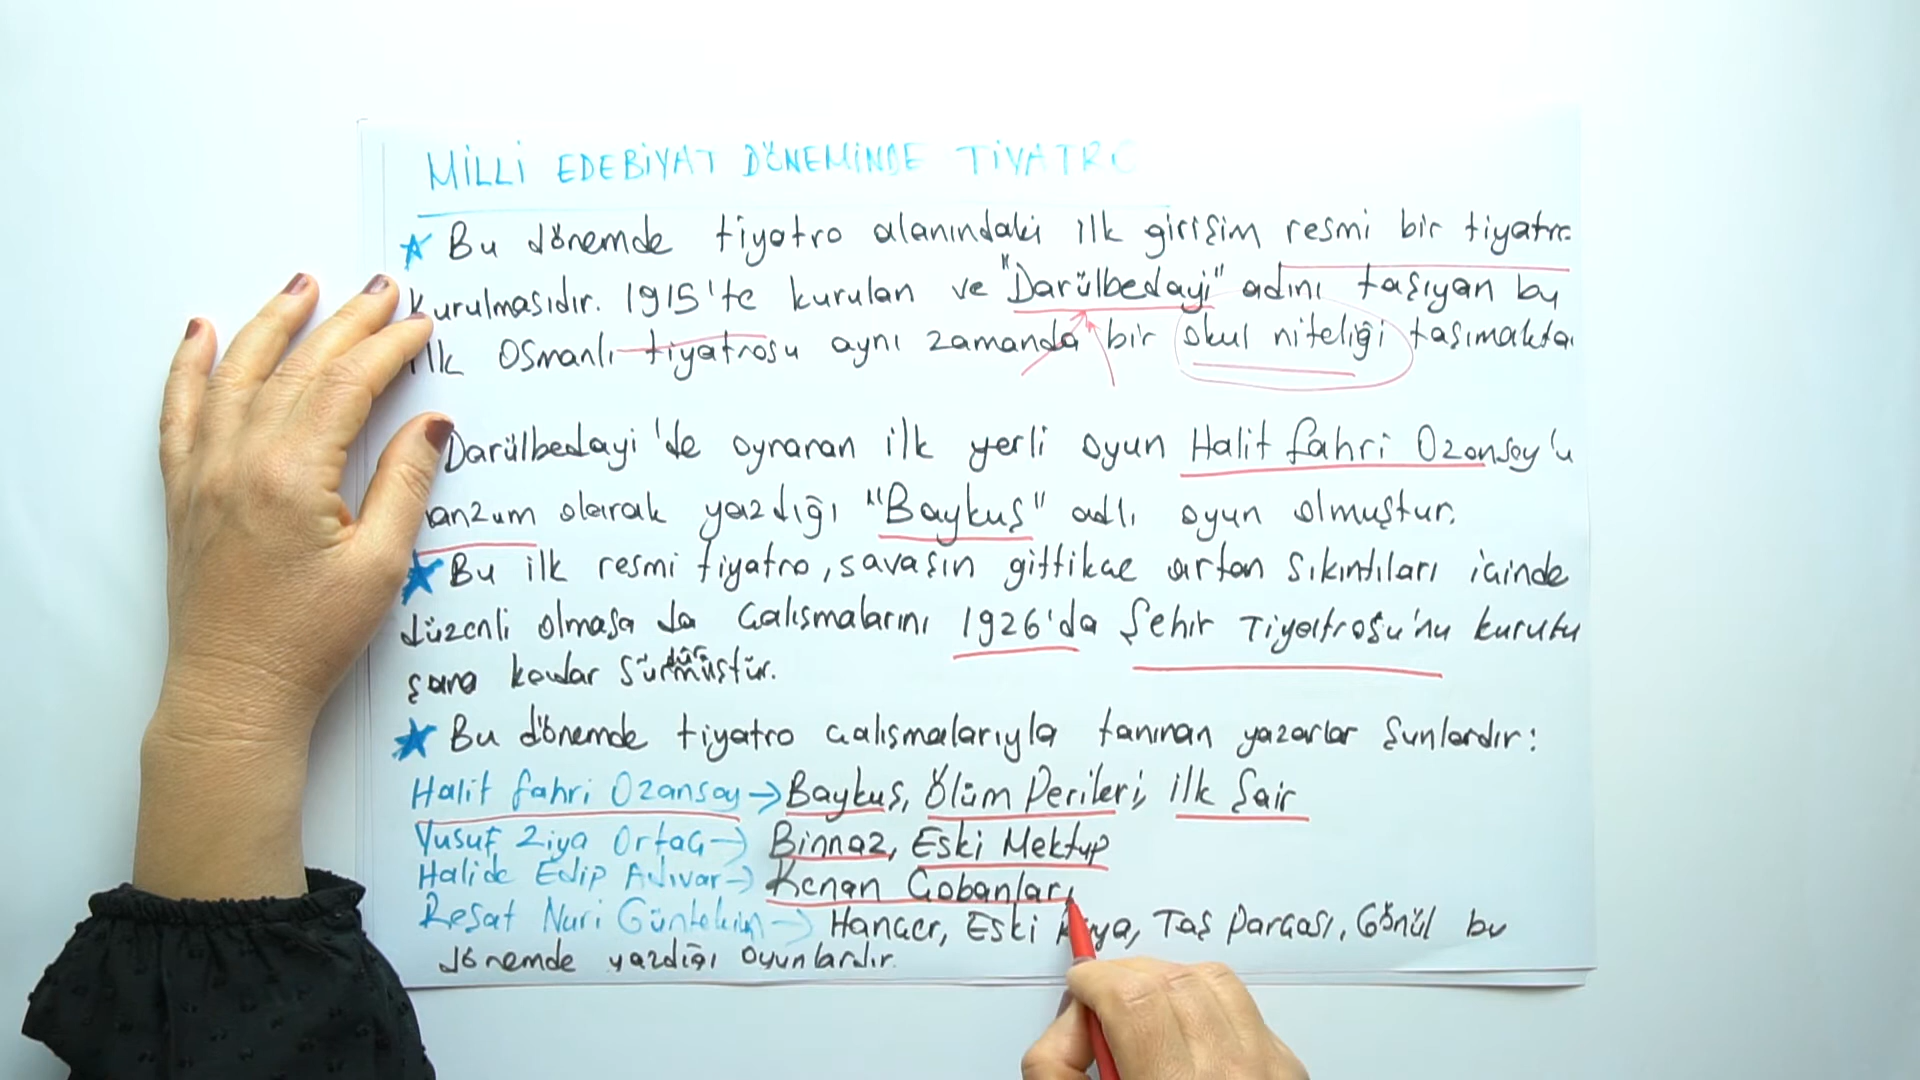 MİLLİ EDEBİYAT DÖNEMİNDE TİYATRO
Bu dönemde tiyatro alanındaki ilk girişim resmi bir tiyatro
kurulmasıdır. 1915'te kurulan ve "Darülbedayi" adını taşıyan bu
ilk Osmanlı tiyatrosu aynı zamanda bir okul niteliği taşımakta
Darülbedayi'de oynanan ilk yerli oyun Halit Fahri Ozansoy'u
manzum olarak yazdığı "Baykuş" adlı oyun olmuştur.
Bu ilk resmi tiyatro, savaşın gittikçe artan sıkıntıları içinde
düzenli olmasa da çalışmalarını 1926'da Şehir Tiyatrosu'nu kurulu
şuna kadar sürdürmüştür.
Bu dönemde tiyatro çalışmalarıyla tanınan yazarlar şunlardır:
Halit Fahri Ozansoy → Baykuş, Ölüm Perileri, İlk Şair
Yusuf Ziya Ortaç → Binnaz, Eski Mektup
Halide Edip Adıvar → Kenan Çobanları
Reşat Nuri Güntekin → Hançer, Eski Taş Parçası, Gönül bu
dönemde yazdığı oyunlardır.